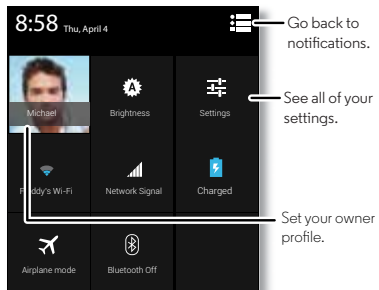 8:58 Thu, April 4
Go back to
notifications.
Michael
Brightness
Settings
See all of your
settings.
Freddy's Wi-Fi
Network Signal
Charged
Set your owner
profile.
Airplane mode
Bluetooth Off